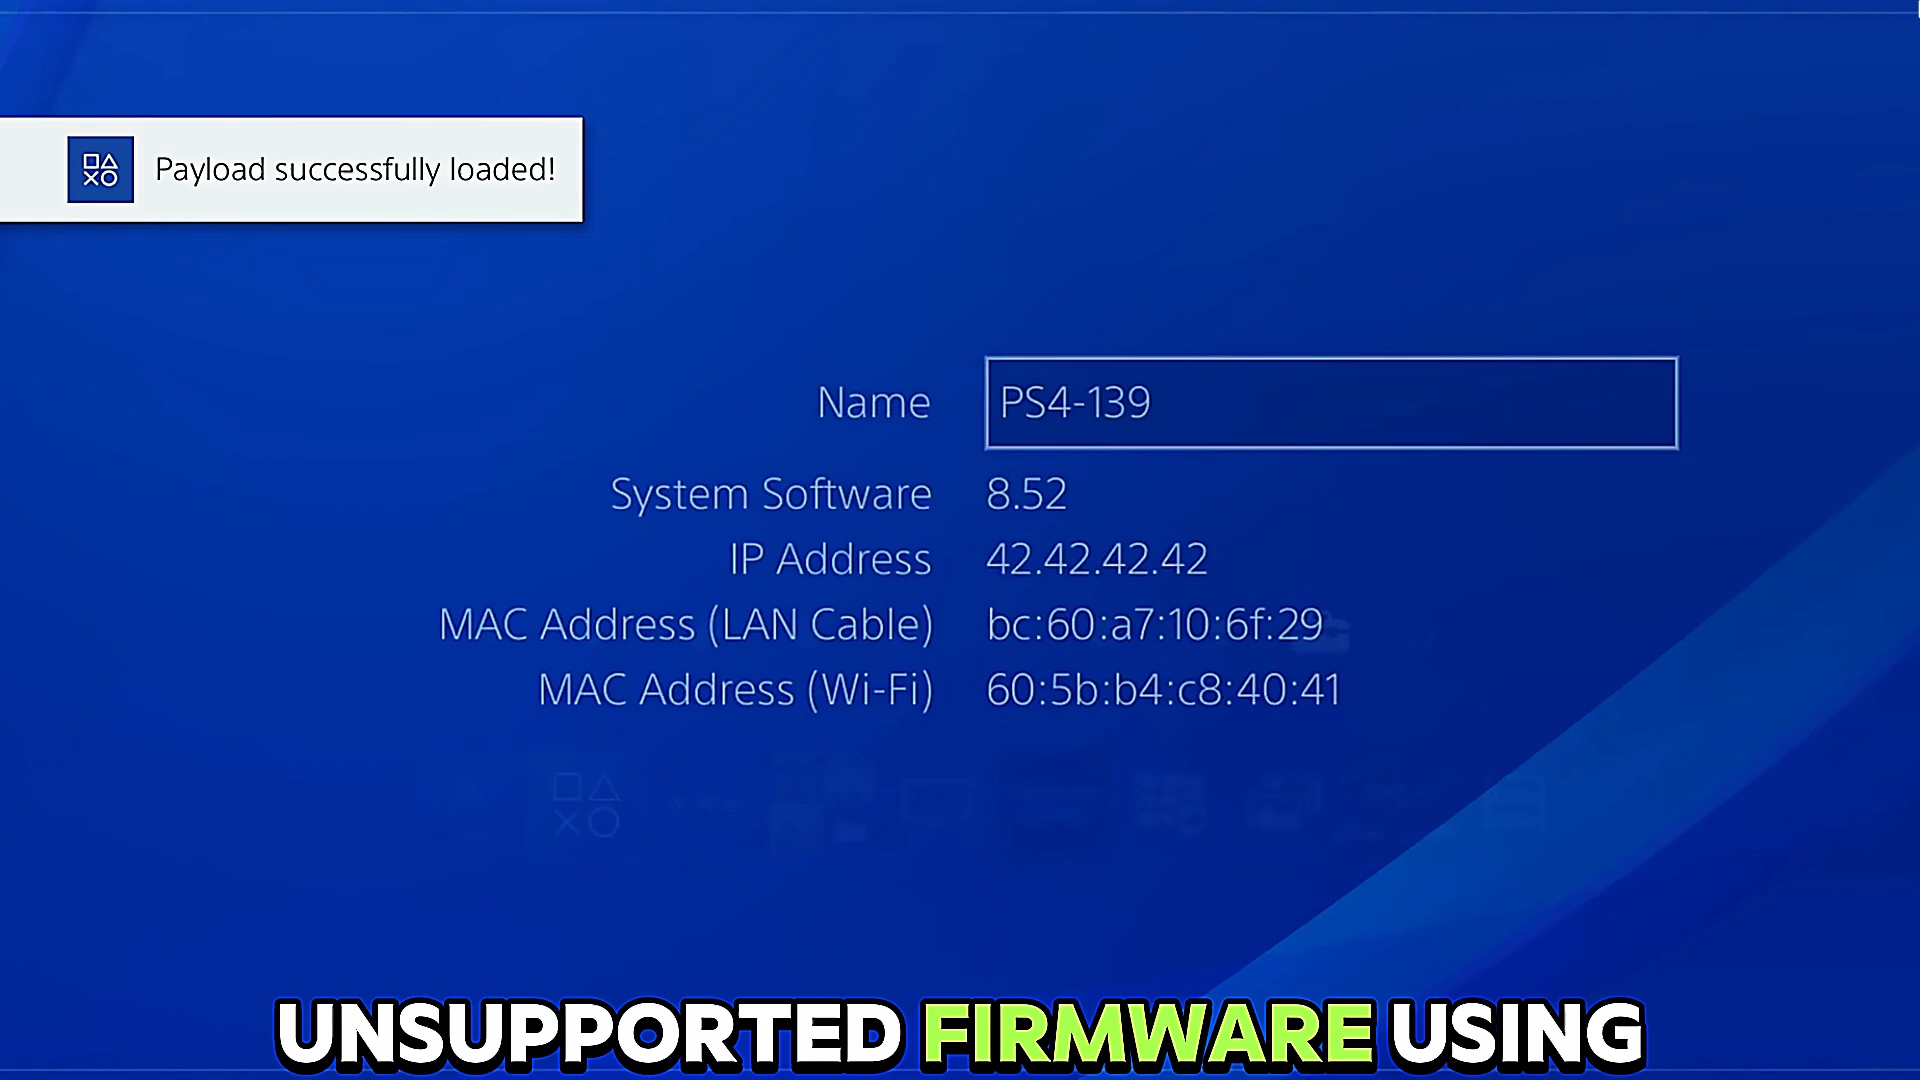 Payload successfully loaded!
Name PS4-139
System Software 8.52
IP Address 42.42.42.42
MAC Address (LAN Cable) bc:60:a7:10:6f:29
MAC Address (Wi-Fi) 60:5b:b4:c8:40:41
UNSUPPORTED FIRMWARE USING